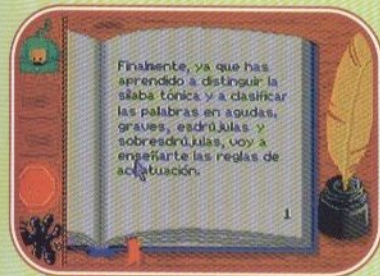 Finalmente, ya que has
aprendido a distinguir la
sílaba tónica y a clasificar
las palabras en agudas,
graves, esdrújulas y
sobresdrújulas, voy a
enseñarte las reglas de
1